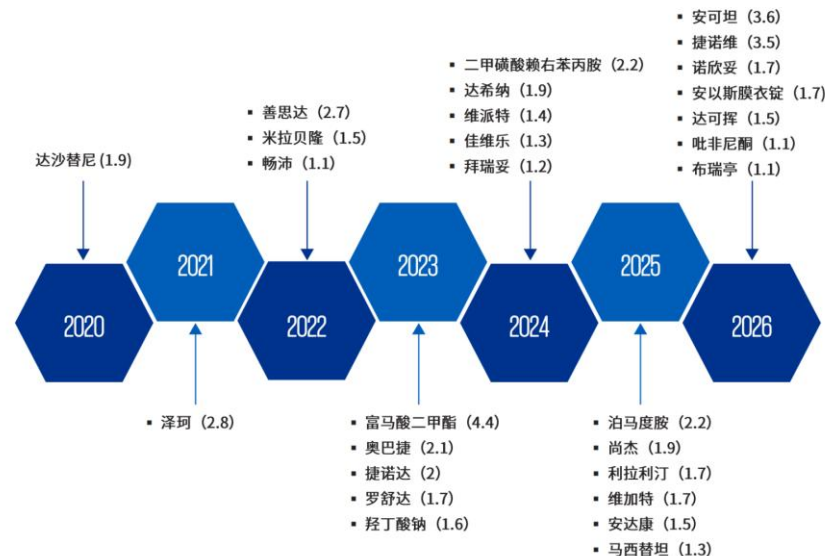 达沙替尼 (1.9)
2020
2021
▪ 泽珂（2.8）
▪ 善思达（2.7）
▪ 米拉贝隆（1.5）
▪ 畅沛（1.1）
2022
2023
▪ 富马酸二甲酯（4.4）
▪ 奥巴捷（2.1）
▪ 捷诺达（2）
▪ 罗舒达（1.7）
▪ 羟丁酸钠（1.6）
▪ 二甲磺酸赖右苯丙胺（2.2）
▪ 达希纳（1.9）
▪ 维派特（1.4）
▪ 佳维乐（1.3）
▪ 拜瑞妥（1.2）
2024
2025
▪ 泊马度胺（2.2）
▪ 尚杰（1.9）
▪ 利拉利汀（1.7）
▪ 维加特（1.7）
▪ 安达康（1.5）
▪ 马西替坦（1.3）
▪ 安可坦（3.6）
▪ 捷诺维（3.5）
▪ 诺欣妥（1.7）
▪ 安以斯膜衣锭（1.7）
▪ 达可挥（1.5）
▪ 吡非尼酮（1.1）
▪ 布瑞亭（1.1）
2026